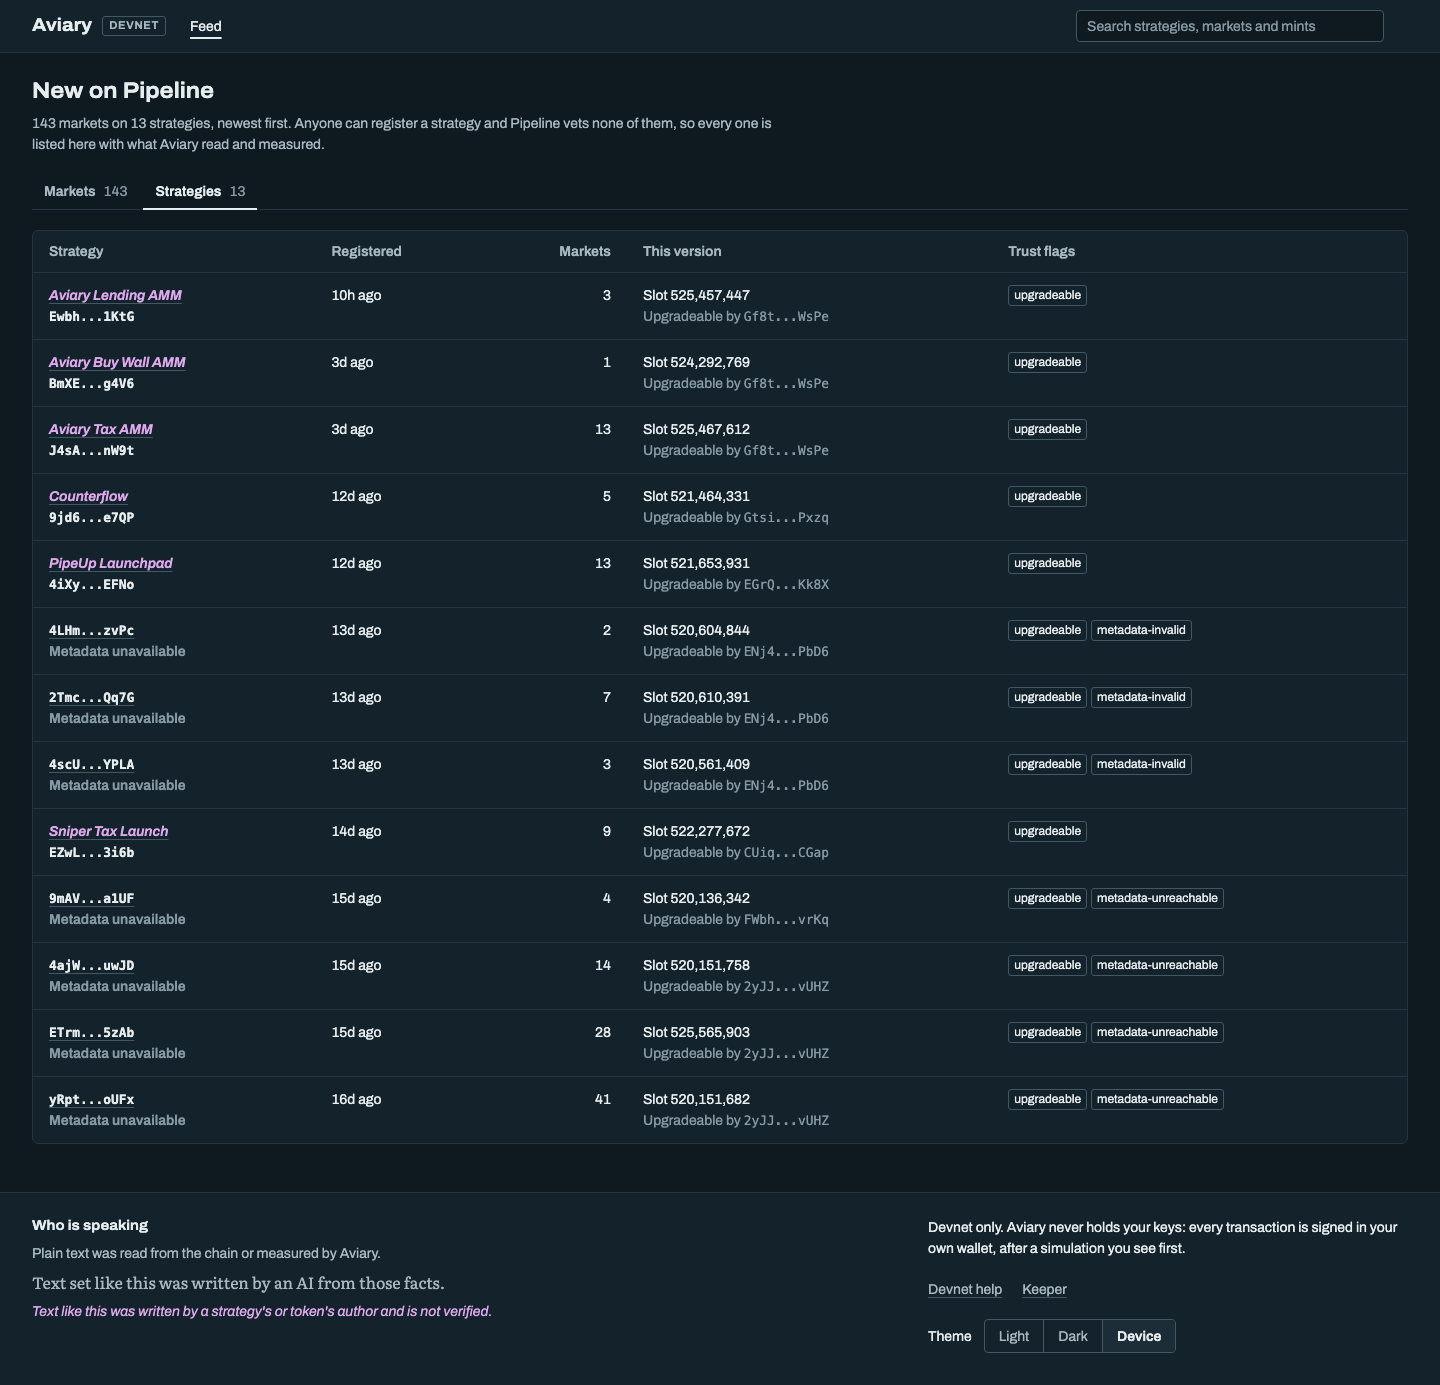 Aviary DEVNET Feed Search strategies, markets and mints
New on Pipeline
143 markets on 13 strategies, newest first. Anyone can register a strategy and Pipeline vets none of them, so every one is
listed here with what Aviary read and measured.
Markets 143 Strategies 13
Strategy Registered Markets This version Trust flags
Aviary Lending AMM 10h ago 3 Slot 525,457,447 upgradeable
Ewbh...1KtG Upgradeable by Gf8t...WsPe
Aviary Buy Wall AMM 3d ago 1 Slot 524,292,769 upgradeable
BmXE...g4V6 Upgradeable by Gf8t...WsPe
Aviary Tax AMM 3d ago 13 Slot 525,467,612 upgradeable
J4sA...nW9t Upgradeable by Gf8t...WsPe
Counterflow 12d ago 5 Slot 521,464,331 upgradeable
9jd6...e7QP Upgradeable by Gtsi...Pxzq
PipeUp Launchpad 12d ago 13 Slot 521,653,931 upgradeable
4iXy...EFNo Upgradeable by EGrQ...Kk8X
4LHm...zvPc 13d ago 2 Slot 520,604,844 upgradeable metadata-invalid
Metadata unavailable Upgradeable by ENj4...PbD6
2Tmc...Qq7G 13d ago 7 Slot 520,610,391 upgradeable metadata-invalid
Metadata unavailable Upgradeable by ENj4...PbD6
4scU...YPLA 13d ago 3 Slot 520,561,409 upgradeable metadata-invalid
Metadata unavailable Upgradeable by ENj4...PbD6
Sniper Tax Launch 14d ago 9 Slot 522,277,672 upgradeable
EZwL...3i6b Upgradeable by CUiq...CGap
9mAV...a1UF 15d ago 4 Slot 520,136,342 upgradeable metadata-unreachable
Metadata unavailable Upgradeable by FWbh...vrKq
4ajW...uwJD 15d ago 14 Slot 520,151,758 upgradeable metadata-unreachable
Metadata unavailable Upgradeable by 2yJJ...vUHZ
ETrm...5zAb 15d ago 28 Slot 525,565,903 upgradeable metadata-unreachable
Metadata unavailable Upgradeable by 2yJJ...vUHZ
yRpt...oUFx 16d ago 41 Slot 520,151,682 upgradeable metadata-unreachable
Metadata unavailable Upgradeable by 2yJJ...vUHZ
Who is speaking
Plain text was read from the chain or measured by Aviary.
Text set like this was written by an AI from those facts.
Text like this was written by a strategy's or token's author and is not verified.
Devnet only. Aviary never holds your keys: every transaction is signed in your
own wallet, after a simulation you see first.
Devnet help Keeper
Theme Light Dark Device